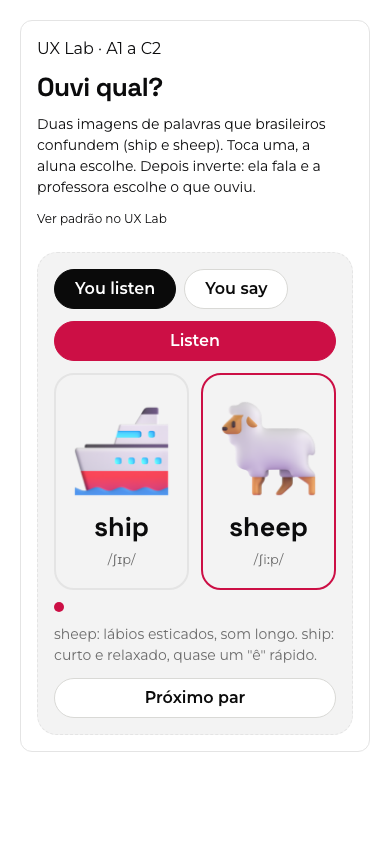 UX Lab · A1 a C2
Ouvi qual?
Duas imagens de palavras que brasileiros
confundem (ship e sheep). Toca uma, a
aluna escolhe. Depois inverte: ela fala e a
professora escolhe o que ouviu.
Ver padrão no UX Lab
You listen
You say
Listen
ship
sheep
/ʃɪp/
/ʃiːp/
sheep: lábios esticados, som longo. ship:
curto e relaxado, quase um "ê" rápido.
Próximo par